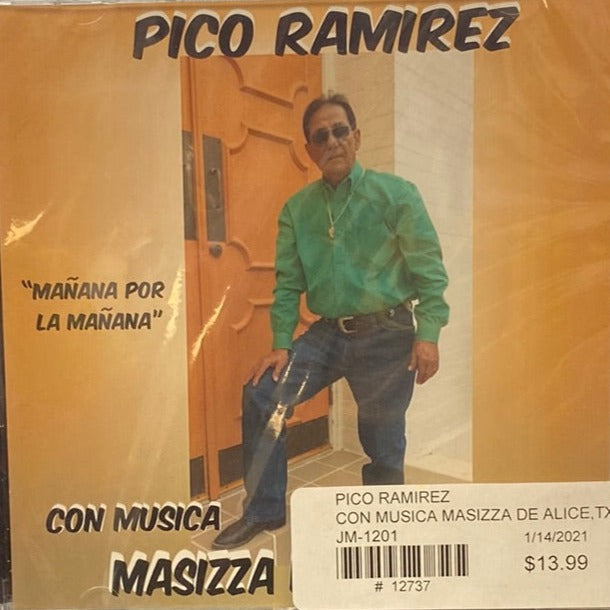 PICO RAMIREZ
"MAÑANA POR
LA MAÑANA"
CON MUSICA
MASIZZA
PICO RAMIREZ
CON MUSICA MASIZZA DE ALICE,TX
JM-1201
1/14/2021
$13.99
# 12737